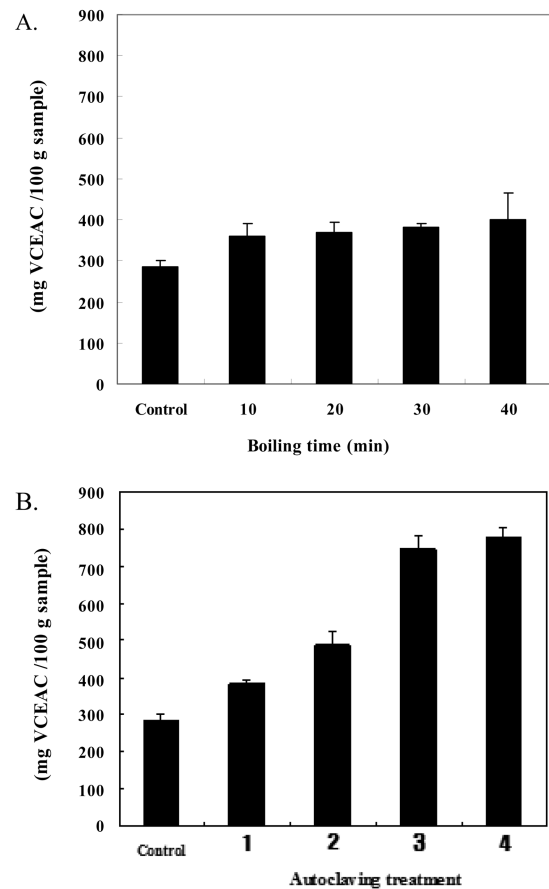 A.
(mg VCEAC /100 g sample)
900
800
700
600
500
400
300
200
100
0
Control 10 20 30 40
Boiling time (min)
B.
(mg VCEAC /100 g sample)
900
800
700
600
500
400
300
200
100
0
Control 1 2 3 4
Autoclaving treatment